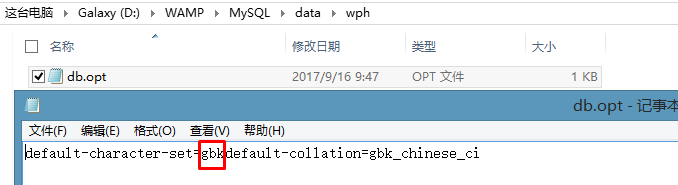 这台电脑 › Galaxy (D:) › WAMP › MySQL › data › wph
名称 修改日期 类型 大小
db.opt 2017/9/16 9:47 OPT 文件 1 KB
db.opt - 记事本
文件(F) 编辑(E) 格式(O) 查看(V) 帮助(H)
default-character-set=gbkdefault-collation=gbk_chinese_ci